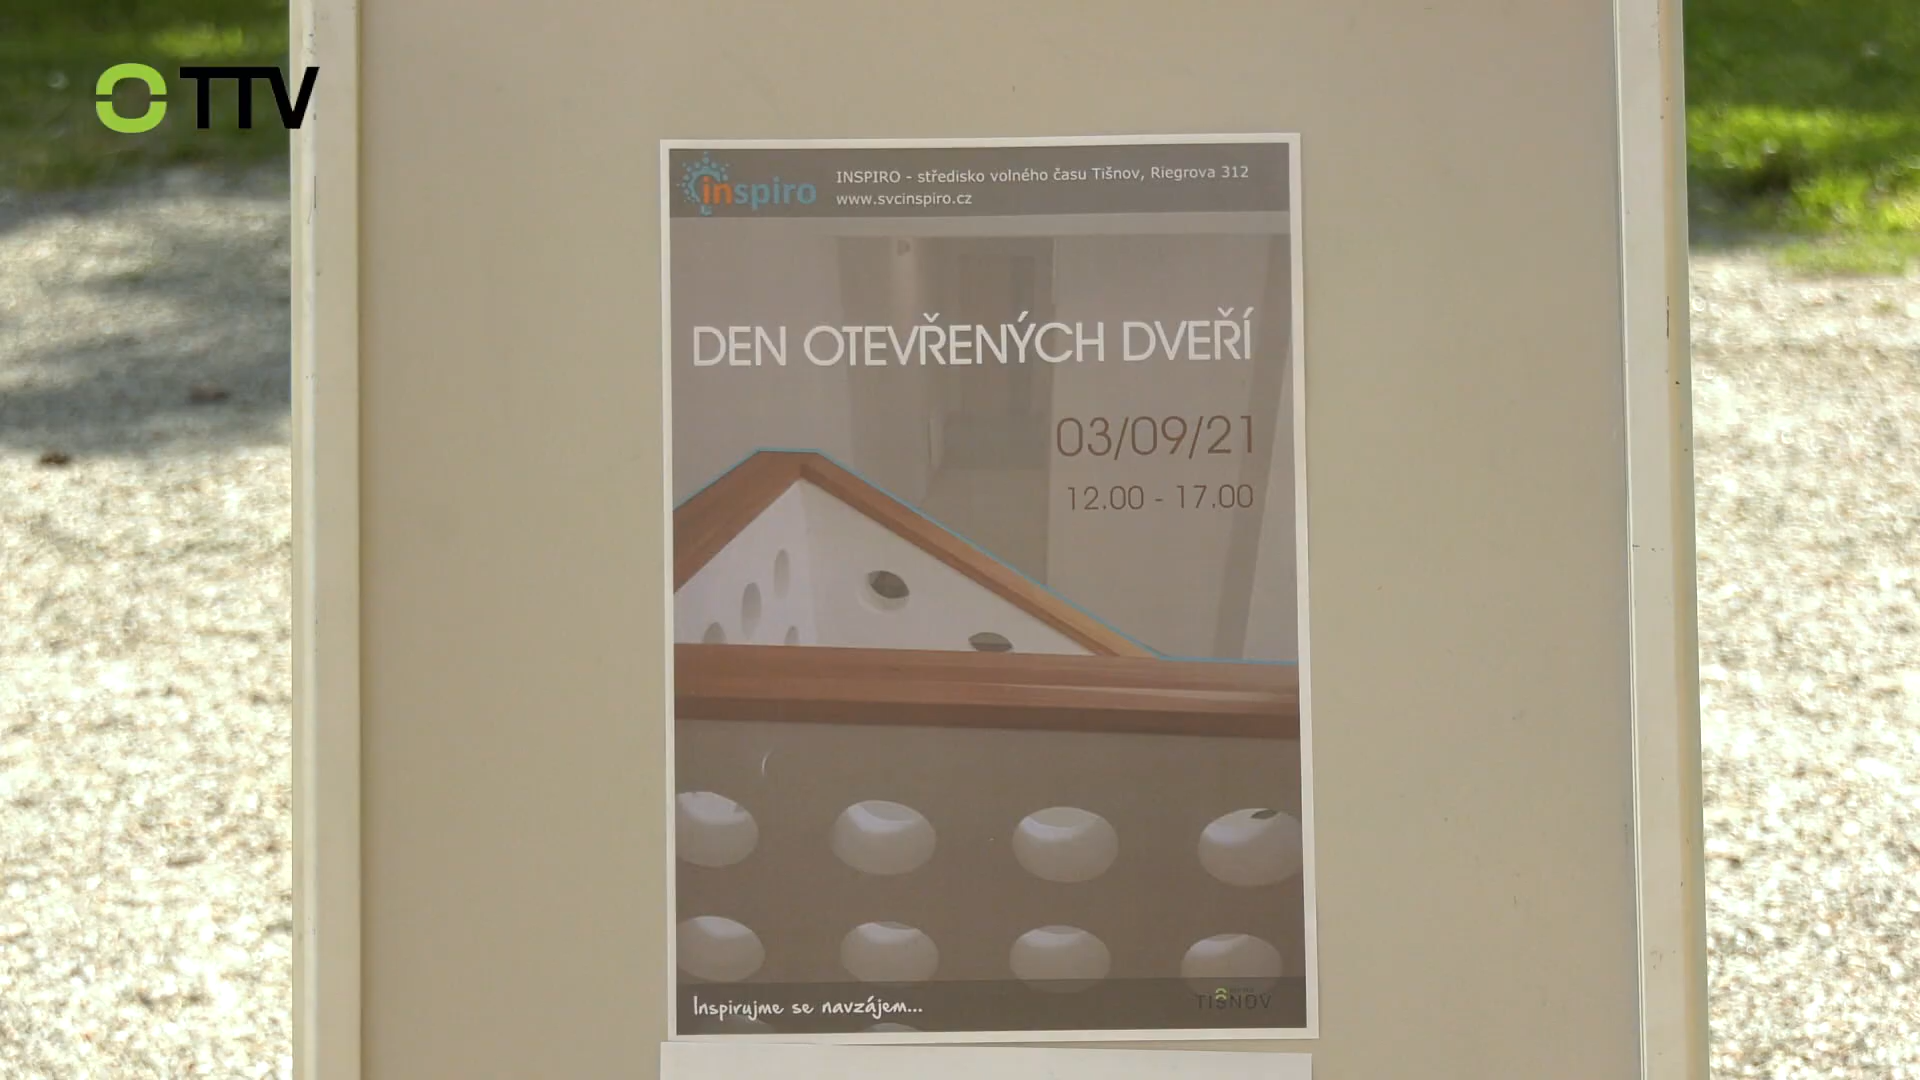 TTV
inspiro
INSPIRO - středisko volného času Tišnov, Riegrova 312
www.svcinspiro.cz
DEN OTEVŘENÝCH DVEŘÍ
03/09/21
12.00 - 17.00
Inspirujme se navzájem...
TIŠNOV